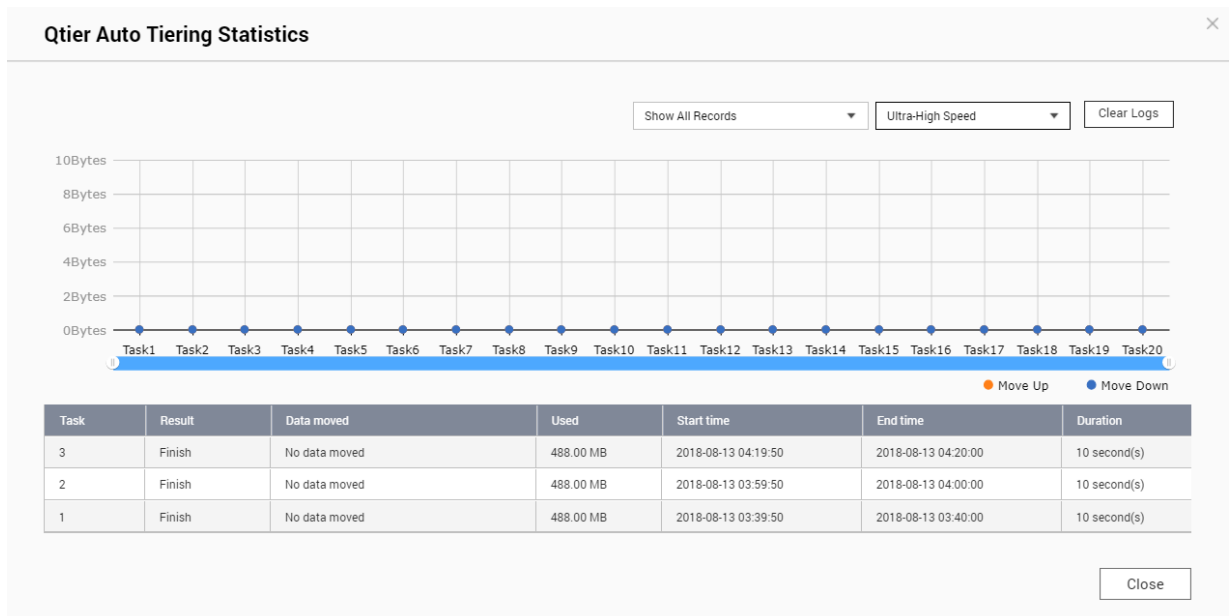 Qtier Auto Tiering Statistics
Show All Records Ultra-High Speed Clear Logs
10Bytes
8Bytes
6Bytes
4Bytes
2Bytes
0Bytes
Task1 Task2 Task3 Task4 Task5 Task6 Task7 Task8 Task9 Task10 Task11 Task12 Task13 Task14 Task15 Task16 Task17 Task18 Task19 Task20
Move Up Move Down
Task Result Data moved Used Start time End time Duration
3 Finish No data moved 488.00 MB 2018-08-13 04:19:50 2018-08-13 04:20:00 10 second(s)
2 Finish No data moved 488.00 MB 2018-08-13 03:59:50 2018-08-13 04:00:00 10 second(s)
1 Finish No data moved 488.00 MB 2018-08-13 03:39:50 2018-08-13 03:40:00 10 second(s)
Close